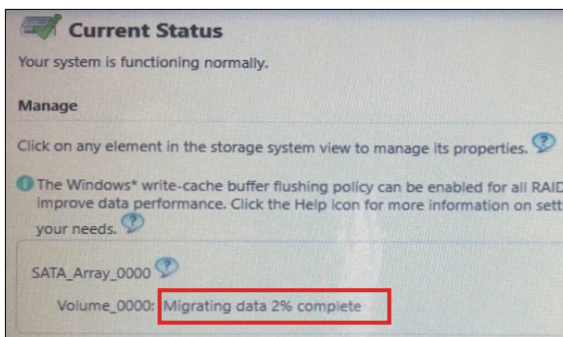 Current Status
Your system is functioning normally.
Manage
Click on any element in the storage system view to manage its properties.
The Windows* write-cache buffer flushing policy can be enabled for all RAID
improve data performance. Click the Help icon for more information on sett
your needs.
SATA_Array_0000
Volume_0000: Migrating data 2% complete